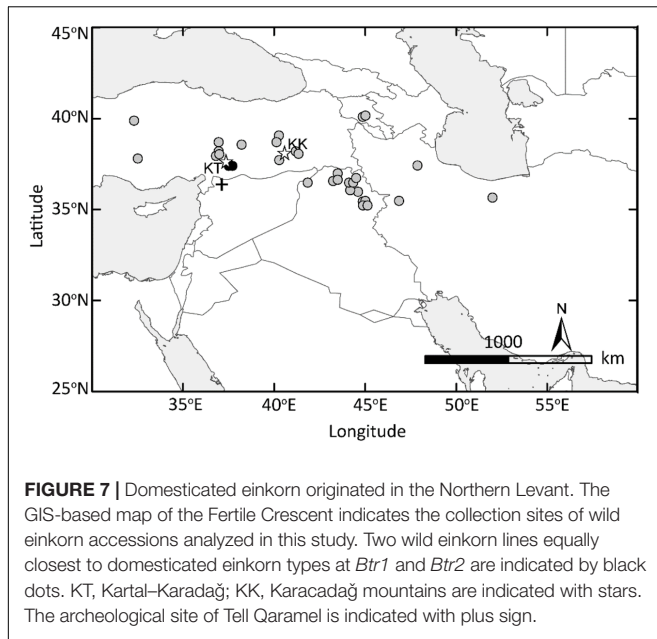 45°N
40°N
35°N
30°N
25°N
Latitude
KT
KK
N
1000
km
35°E
40°E
45°E
50°E
55°E
Longitude
FIGURE 7 | Domesticated einkorn originated in the Northern Levant. The
GIS-based map of the Fertile Crescent indicates the collection sites of wild
einkorn accessions analyzed in this study. Two wild einkorn lines equally
closest to domesticated einkorn types at Btr1 and Btr2 are indicated by black
dots. KT, Kartal–Karadağ; KK, Karacadağ mountains are indicated with stars.
The archeological site of Tell Qaramel is indicated with plus sign.